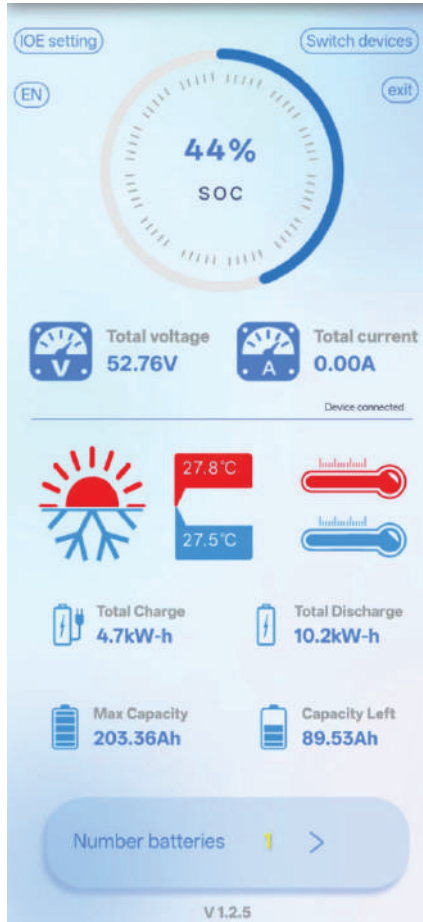 IOE setting
Switch devices
EN
exit
44%
SOC
Total voltage
52.76V
V
Total current
0.00A
A
Device connected
27.8°C
27.5°C
Total Charge
4.7kW-h
Total Discharge
10.2kW-h
Max Capacity
203.36Ah
Capacity Left
89.53Ah
Number batteries 1 >
V 1.2.5